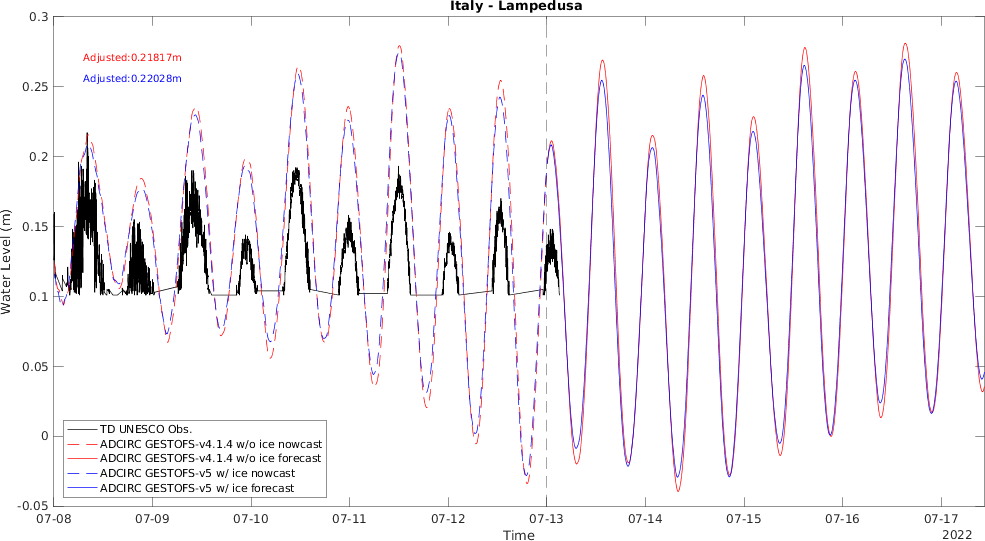 Italy - Lampedusa
0.3
Adjusted:0.21817m
Adjusted:0.22028m
0.25
0.2
0.15
0.1
0.05
0
-0.05
Water Level (m)
TD UNESCO Obs.
ADCIRC GESTOFS-v4.1.4 w/o ice nowcast
ADCIRC GESTOFS-v4.1.4 w/o ice forecast
ADCIRC GESTOFS-v5 w/ ice nowcast
ADCIRC GESTOFS-v5 w/ ice forecast
07-08 07-09 07-10 07-11 07-12 07-13 07-14 07-15 07-16 07-17
Time
2022